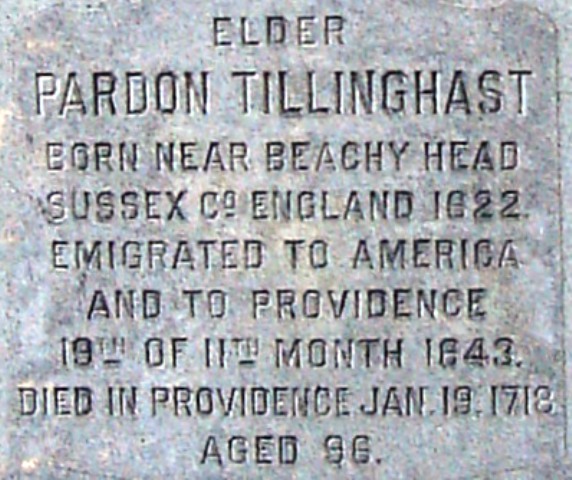 ELDER
PARDON TILLINGHAST
BORN NEAR BEACHY HEAD
SUSSEX Cº ENGLAND 1622.
EMIGRATED TO AMERICA
AND TO PROVIDENCE
19TH OF 11TH MONTH 1643.
DIED IN PROVIDENCE JAN. 19. 1718
AGED 96.